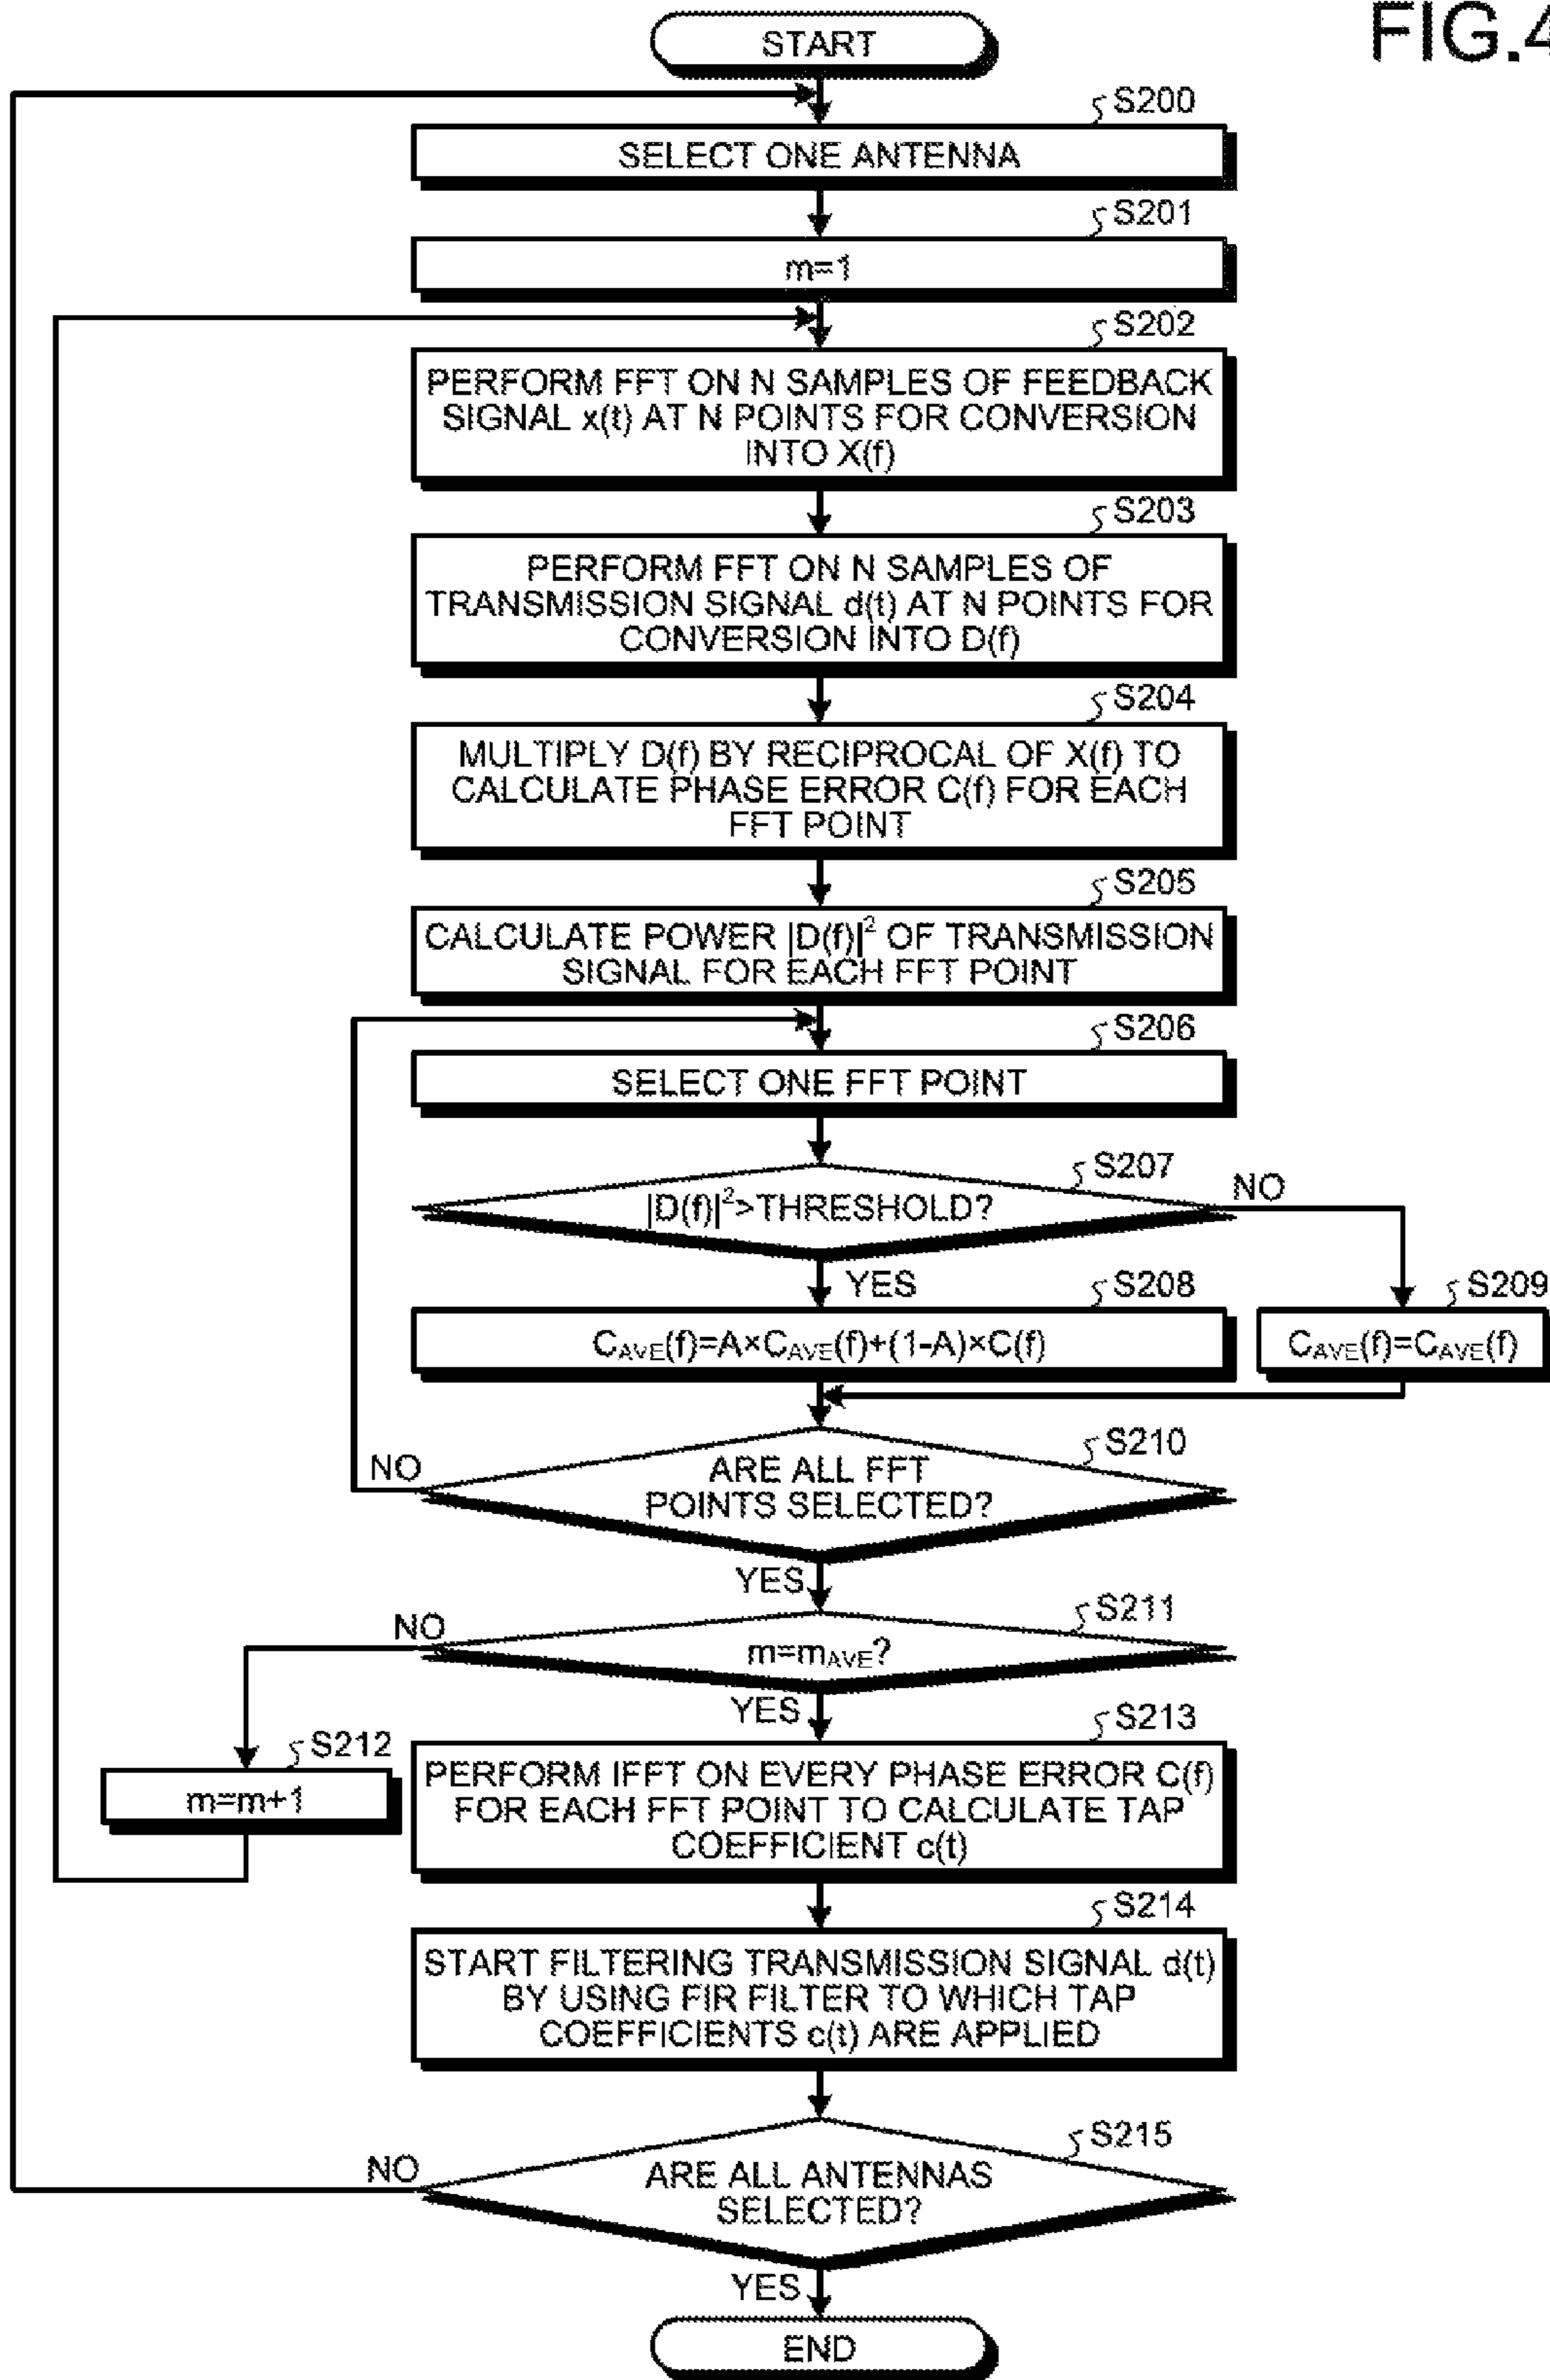 FIG.4
START
S200
SELECT ONE ANTENNA
S201
m=1
S202
PERFORM FFT ON N SAMPLES OF FEEDBACK
SIGNAL x(t) AT N POINTS FOR CONVERSION
INTO X(f)
S203
PERFORM FFT ON N SAMPLES OF
TRANSMISSION SIGNAL d(t) AT N POINTS FOR
CONVERSION INTO D(f)
S204
MULTIPLY D(f) BY RECIPROCAL OF X(f) TO
CALCULATE PHASE ERROR C(f) FOR EACH
FFT POINT
S205
CALCULATE POWER |D(f)|² OF TRANSMISSION
SIGNAL FOR EACH FFT POINT
S206
SELECT ONE FFT POINT
S207
|D(f)|²>THRESHOLD?
NO
YES
S208
C_AVE(f)=A×C_AVE(f)+(1-A)×C(f)
S209
C_AVE(f)=C_AVE(f)
S210
ARE ALL FFT
POINTS SELECTED?
NO
YES
S211
m=m_AVE?
NO
YES
S212
m=m+1
S213
PERFORM IFFT ON EVERY PHASE ERROR C(f)
FOR EACH FFT POINT TO CALCULATE TAP
COEFFICIENT c(t)
S214
START FILTERING TRANSMISSION SIGNAL d(t)
BY USING FIR FILTER TO WHICH TAP
COEFFICIENTS c(t) ARE APPLIED
S215
ARE ALL ANTENNAS
SELECTED?
NO
YES
END